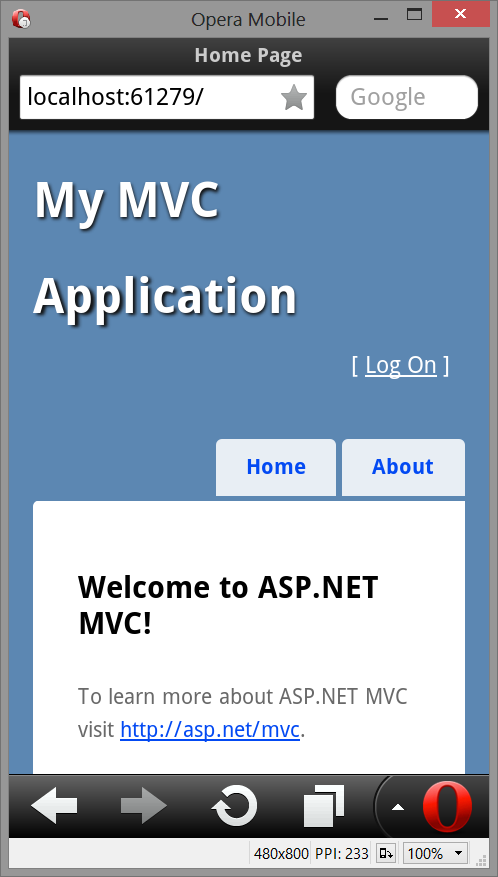 Opera Mobile
Home Page
localhost:61279/ Google
My MVC
Application
[ Log On ]
Home About
Welcome to ASP.NET
MVC!
To learn more about ASP.NET MVC
visit http://asp.net/mvc.
480x800 PPI: 233 100%